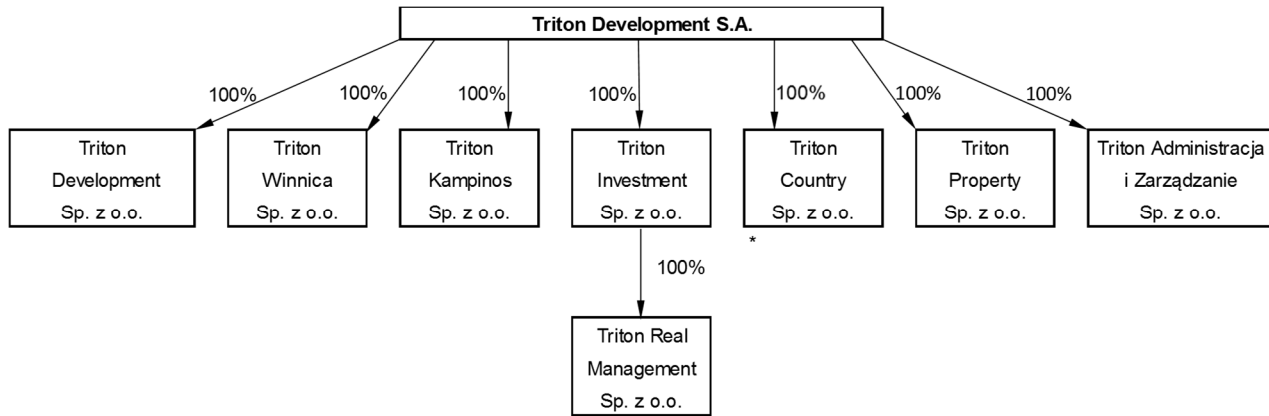 Triton Development S.A.
100%
100%
100%
100%
100%
100%
100%
Triton
Development
Sp. z o.o.
Triton
Winnica
Sp. z o.o.
Triton
Kampinos
Sp. z o.o.
Triton
Investment
Sp. z o.o.
Triton
Country
Sp. z o.o.
Triton
Property
Sp. z o.o.
Triton Administracja
i Zarządzanie
Sp. z o.o.
*
100%
Triton Real
Management
Sp. z o.o.